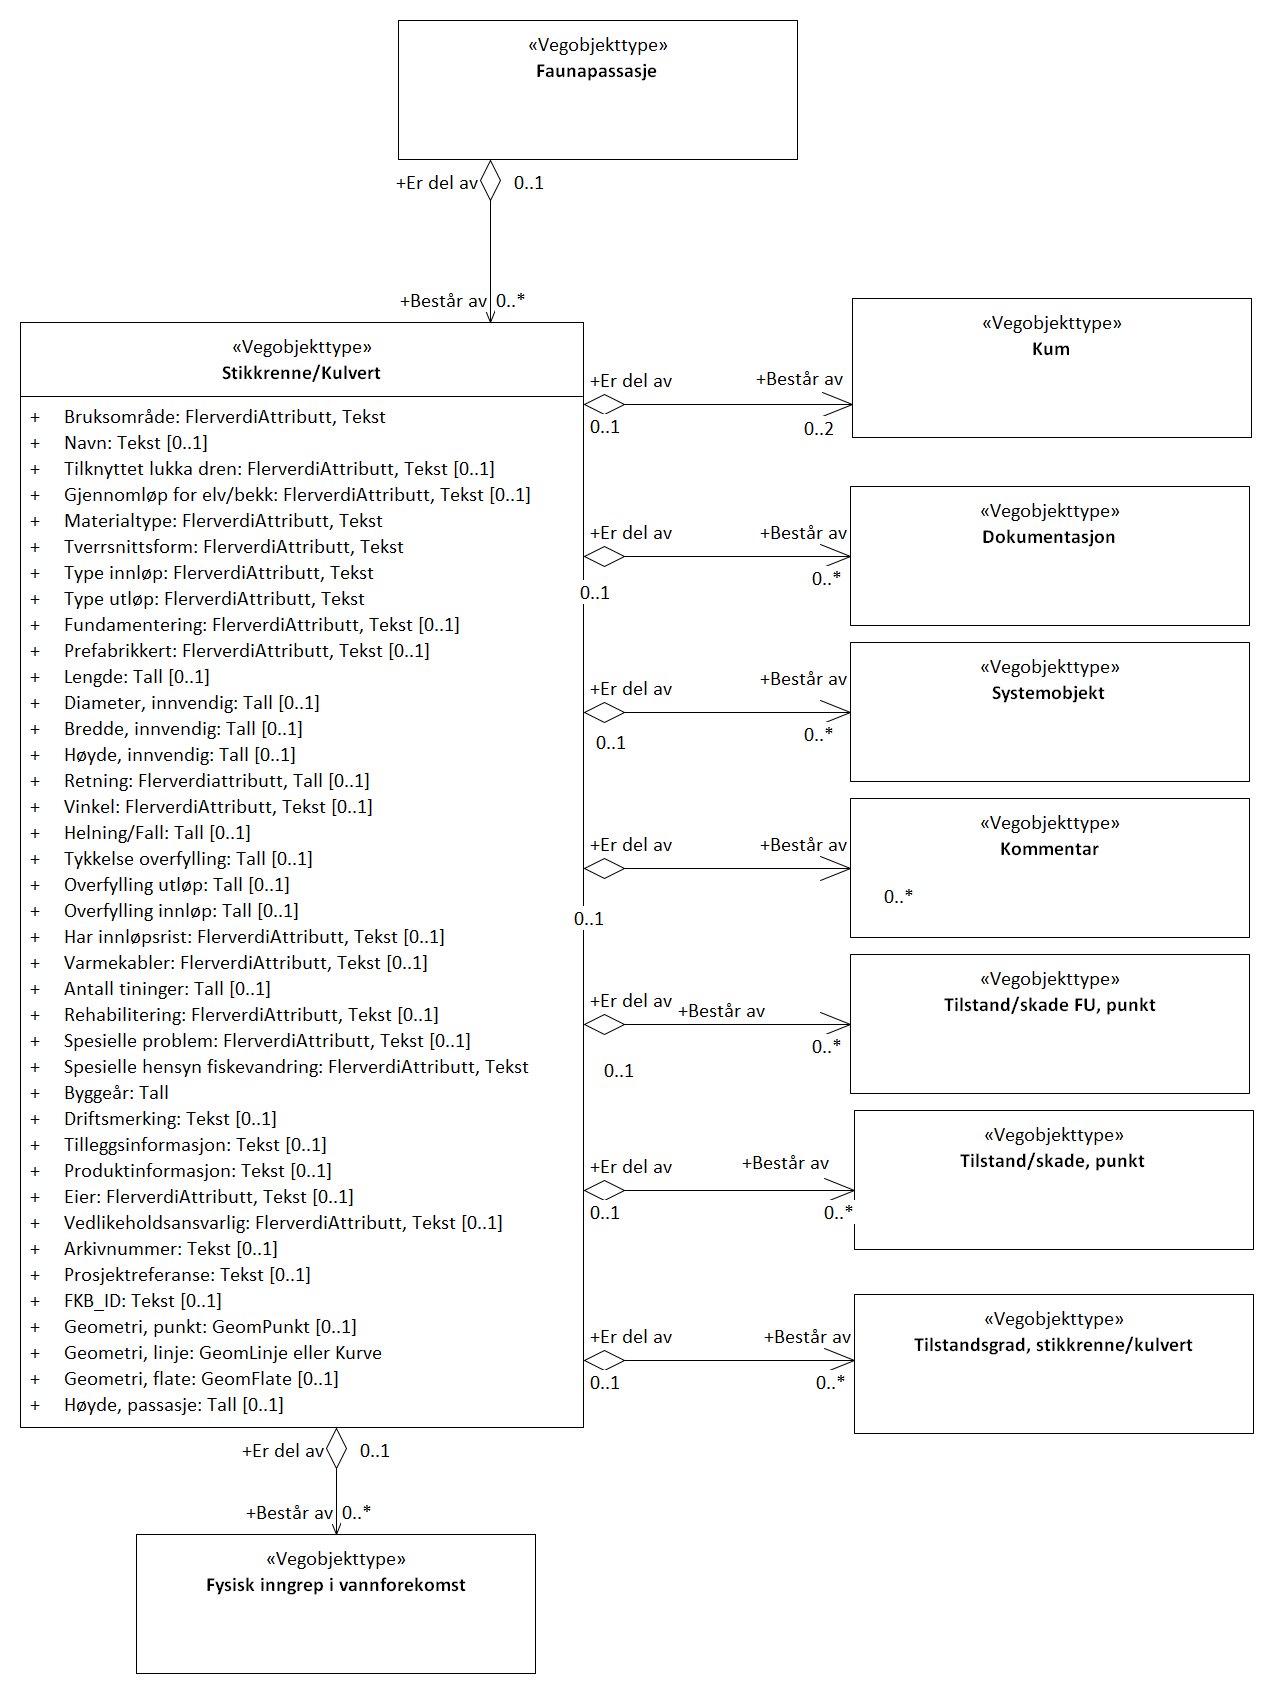 «Vegobjekttype»
Faunapassasje
+Er del av
0..1
+Består av
0..*
«Vegobjekttype»
Stikkrenne/Kulvert
+ Bruksområde: FlerverdiAttributt, Tekst
+ Navn: Tekst [0..1]
+ Tilknyttet lukka dren: FlerverdiAttributt, Tekst [0..1]
+ Gjennomløp for elv/bekk: FlerverdiAttributt, Tekst [0..1]
+ Materialtype: FlerverdiAttributt, Tekst
+ Tverrsnittsform: FlerverdiAttributt, Tekst
+ Type innløp: FlerverdiAttributt, Tekst
+ Type utløp: FlerverdiAttributt, Tekst
+ Fundamentering: FlerverdiAttributt, Tekst [0..1]
+ Prefabrikkert: FlerverdiAttributt, Tekst [0..1]
+ Lengde: Tall [0..1]
+ Diameter, innvendig: Tall [0..1]
+ Bredde, innvendig: Tall [0..1]
+ Høyde, innvendig: Tall [0..1]
+ Retning: Flerverdiattributt, Tall [0..1]
+ Vinkel: FlerverdiAttributt, Tekst [0..1]
+ Helning/Fall: Tall [0..1]
+ Tykkelse overfylling: Tall [0..1]
+ Overfylling utløp: Tall [0..1]
+ Overfylling innløp: Tall [0..1]
+ Har innløpsrist: FlerverdiAttributt, Tekst [0..1]
+ Varmekabler: FlerverdiAttributt, Tekst [0..1]
+ Antall tininger: Tall [0..1]
+ Rehabilitering: FlerverdiAttributt, Tekst [0..1]
+ Spesielle problem: FlerverdiAttributt, Tekst [0..1]
+ Spesielle hensyn fiskevandring: FlerverdiAttributt, Tekst
+ Byggeår: Tall
+ Driftsmerking: Tekst [0..1]
+ Tilleggsinformasjon: Tekst [0..1]
+ Produktinformasjon: Tekst [0..1]
+ Eier: FlerverdiAttributt, Tekst [0..1]
+ Vedlikeholdsansvarlig: FlerverdiAttributt, Tekst [0..1]
+ Arkivnummer: Tekst [0..1]
+ Prosjektreferanse: Tekst [0..1]
+ FKB_ID: Tekst [0..1]
+ Geometri, punkt: GeomPunkt [0..1]
+ Geometri, linje: GeomLinje eller Kurve
+ Geometri, flate: GeomFlate [0..1]
+ Høyde, passasje: Tall [0..1]
+Er del av
0..1
+Består av
0..2
«Vegobjekttype»
Kum
+Er del av
0..1
+Består av
0..*
«Vegobjekttype»
Dokumentasjon
+Er del av
0..1
+Består av
0..*
«Vegobjekttype»
Systemobjekt
+Er del av
0..1
+Består av
0..*
«Vegobjekttype»
Kommentar
+Er del av
0..1
+Består av
0..*
«Vegobjekttype»
Tilstand/skade FU, punkt
+Er del av
0..1
+Består av
0..*
«Vegobjekttype»
Tilstand/skade, punkt
+Er del av
0..1
+Består av
0..*
«Vegobjekttype»
Tilstandsgrad, stikkrenne/kulvert
+Er del av
0..1
+Består av
0..*
«Vegobjekttype»
Fysisk inngrep i vannforekomst